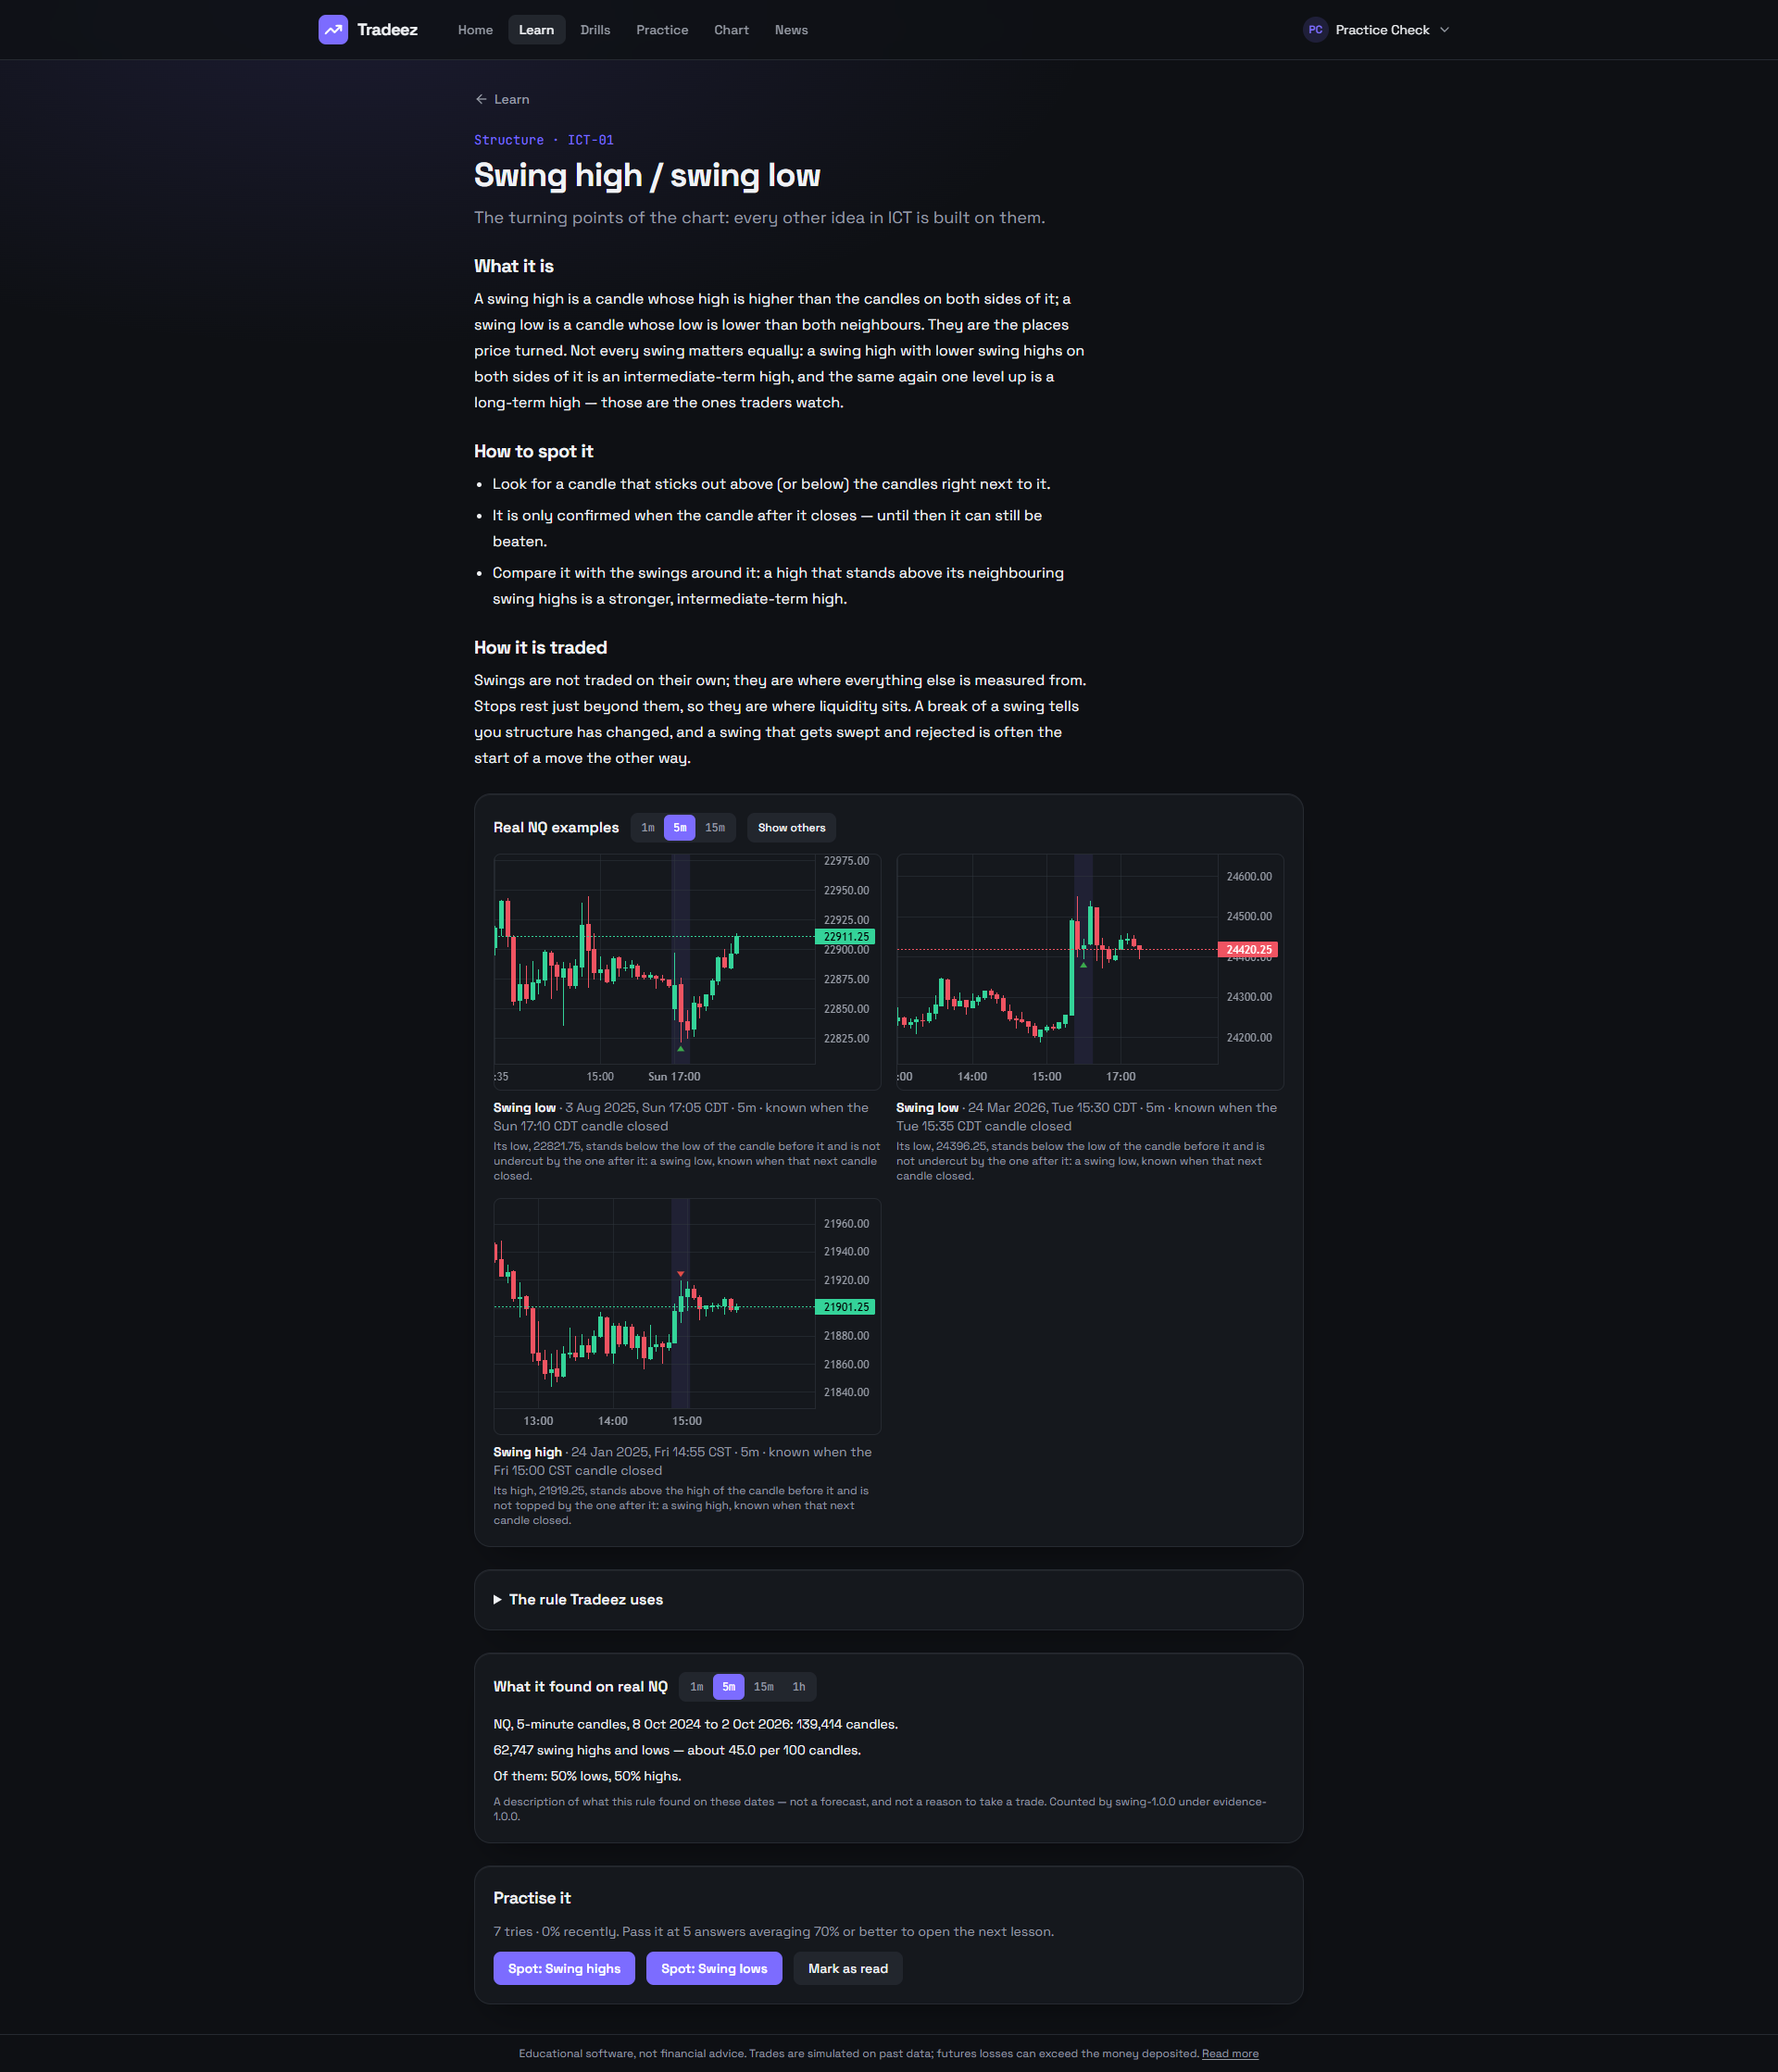 Tradeez
Home
Learn
Drills
Practice
Chart
News
PC
Practice Check
← Learn
Structure · ICT-01
Swing high / swing low
The turning points of the chart: every other idea in ICT is built on them.
What it is
A swing high is a candle whose high is higher than the candles on both sides of it; a
swing low is a candle whose low is lower than both neighbours. They are the places
price turned. Not every swing matters equally: a swing high with lower swing highs on
both sides of it is an intermediate-term high, and the same again one level up is a
long-term high — those are the ones traders watch.
How to spot it
• Look for a candle that sticks out above (or below) the candles right next to it.
• It is only confirmed when the candle after it closes — until then it can still be
beaten.
• Compare it with the swings around it: a high that stands above its neighbouring
swing highs is a stronger, intermediate-term high.
How it is traded
Swings are not traded on their own; they are where everything else is measured from.
Stops rest just beyond them, so they are where liquidity sits. A break of a swing tells
you structure has changed, and a swing that gets swept and rejected is often the
start of a move the other way.
Real NQ examples
1m
5m
15m
Show others
22975.00
22950.00
22925.00
22911.25
22900.00
22875.00
22850.00
22825.00
:35
15:00
Sun 17:00
Swing low · 3 Aug 2025, Sun 17:05 CDT · 5m · known when the
Sun 17:10 CDT candle closed
Its low, 22821.75, stands below the low of the candle before it and is not
undercut by the one after it: a swing low, known when that next candle
closed.
24600.00
24500.00
24420.25
24400.00
24300.00
24200.00
:00
14:00
15:00
17:00
Swing low · 24 Mar 2026, Tue 15:30 CDT · 5m · known when the
Tue 15:35 CDT candle closed
Its low, 24396.25, stands below the low of the candle before it and is
not undercut by the one after it: a swing low, known when that next
candle closed.
21960.00
21940.00
21920.00
21901.25
21880.00
21860.00
21840.00
13:00
14:00
15:00
Swing high · 24 Jan 2025, Fri 14:55 CST · 5m · known when the
Fri 15:00 CST candle closed
Its high, 21919.25, stands above the high of the candle before it and is
not topped by the one after it: a swing high, known when that next
candle closed.
▶ The rule Tradeez uses
What it found on real NQ
1m
5m
15m
1h
NQ, 5-minute candles, 8 Oct 2024 to 2 Oct 2026: 139,414 candles.
62,747 swing highs and lows — about 45.0 per 100 candles.
Of them: 50% lows, 50% highs.
A description of what this rule found on these dates — not a forecast, and not a reason to take a trade. Counted by swing-1.0.0 under evidence-
1.0.0.
Practise it
7 tries · 0% recently. Pass it at 5 answers averaging 70% or better to open the next lesson.
Spot: Swing highs
Spot: Swing lows
Mark as read
Educational software, not financial advice. Trades are simulated on past data; futures losses can exceed the money deposited. Read more